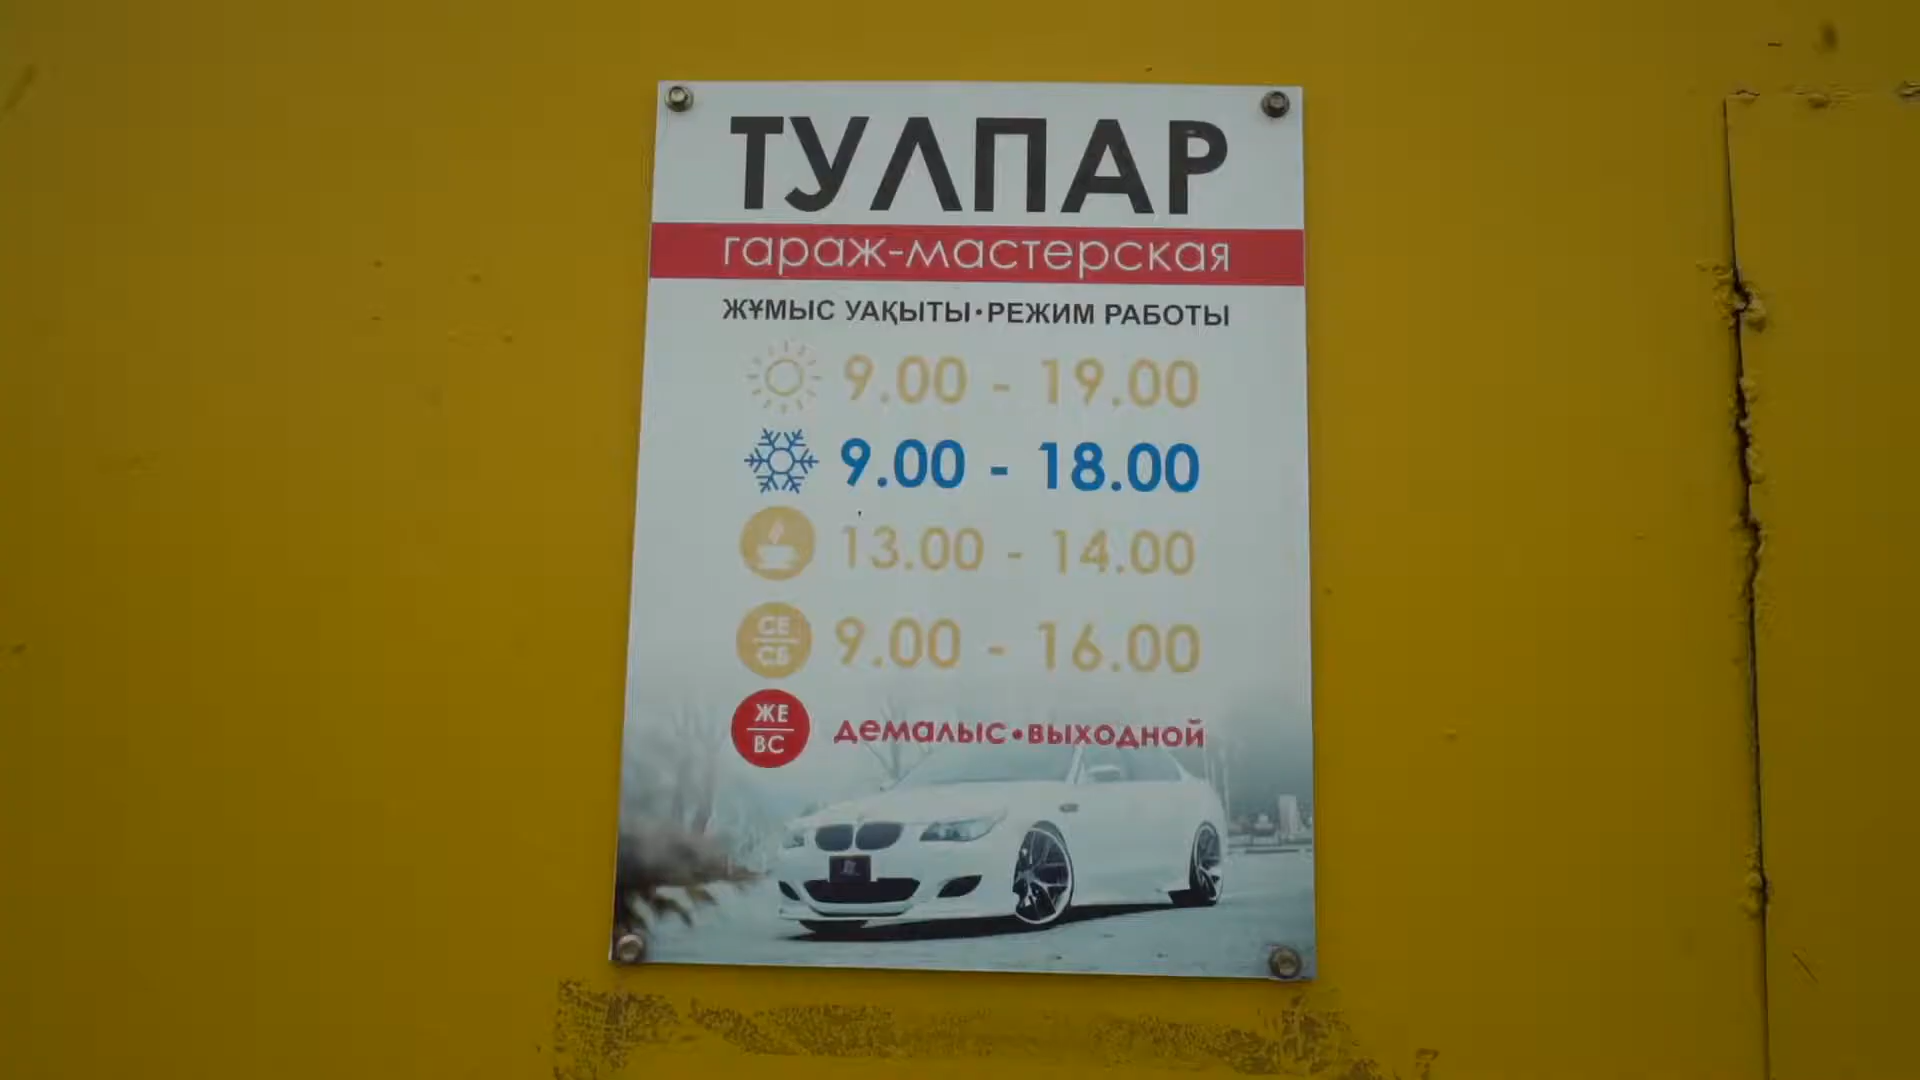 ТУЛПАР
гараж-мастерская
ЖҰМЫС УАҚЫТЫ•РЕЖИМ РАБОТЫ
9.00 - 19.00
9.00 - 18.00
13.00 - 14.00
СЕ
СБ
9.00 - 16.00
ЖЕ
ВС
демалыс•выходной